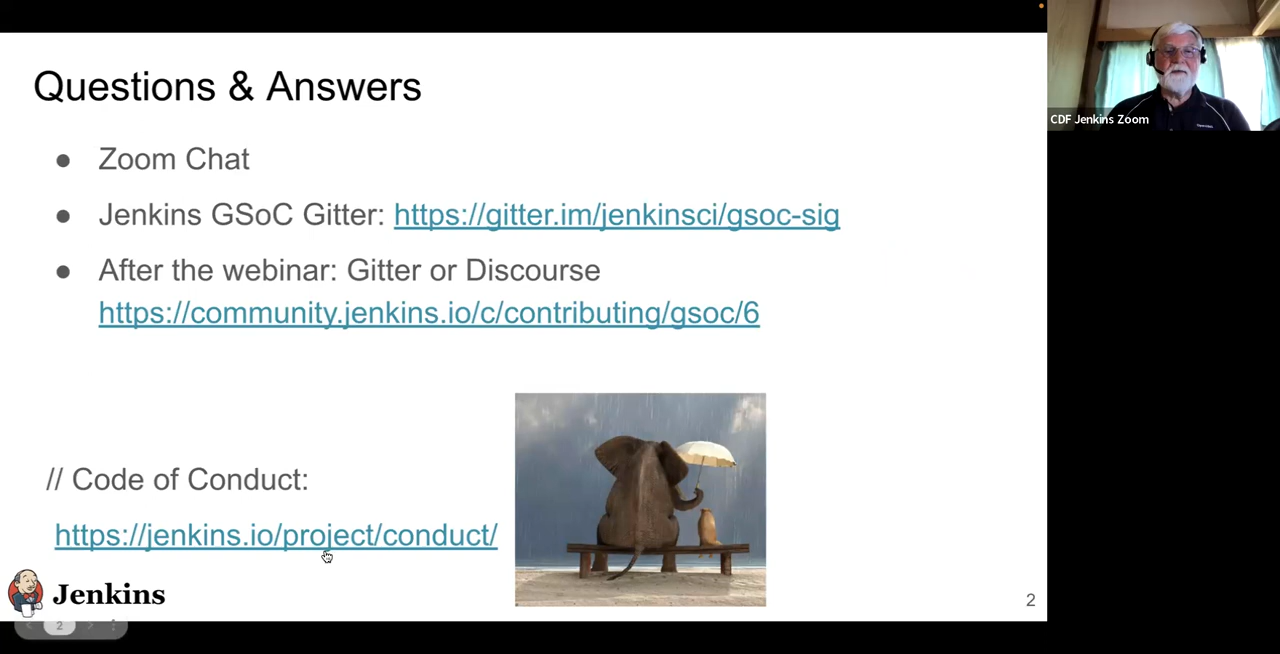 Questions & Answers
● Zoom Chat
● Jenkins GSoC Gitter: https://gitter.im/jenkinsci/gsoc-sig
● After the webinar: Gitter or Discourse
https://community.jenkins.io/c/contributing/gsoc/6
// Code of Conduct:
https://jenkins.io/project/conduct/
Jenkins
2
2
CDF Jenkins Zoom